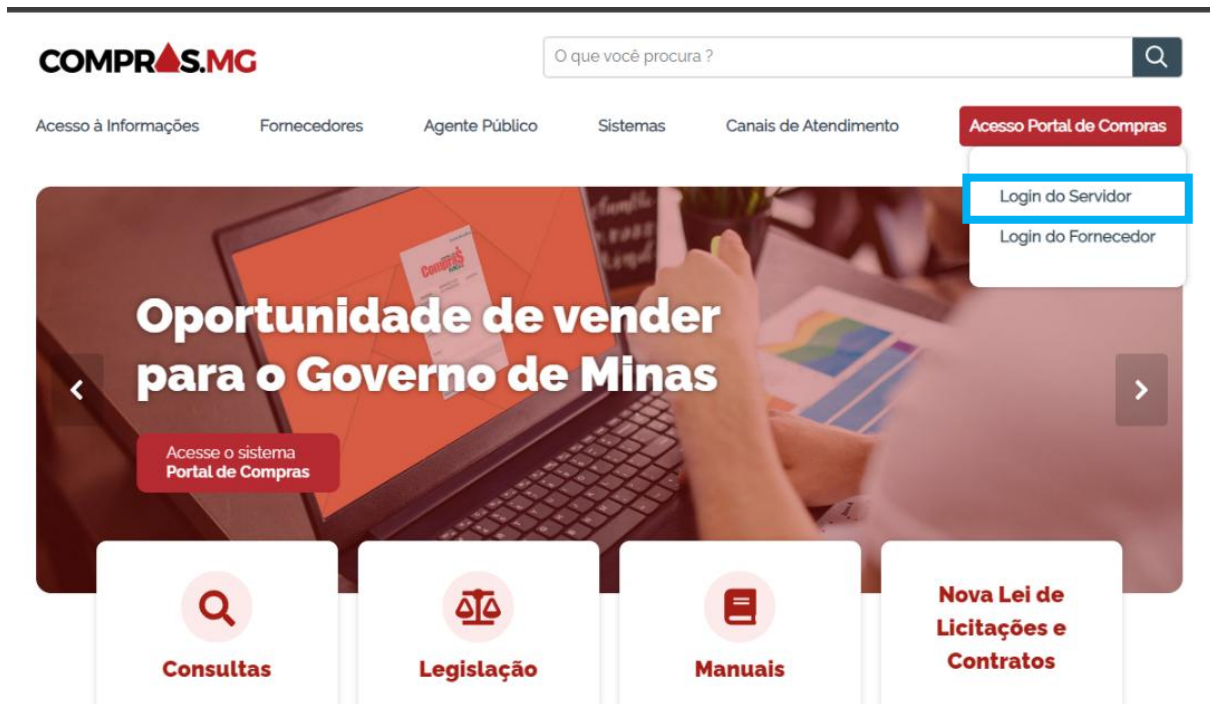 COMPRAS.MG
O que você procura ?
Acesso à Informações
Fornecedores
Agente Público
Sistemas
Canais de Atendimento
Acesso Portal de Compras
Login do Servidor
Login do Fornecedor
Compras
MG
Oportunidade de vender
para o Governo de Minas
Acesse o sistema
Portal de Compras
Consultas
Legislação
Manuais
Nova Lei de
Licitações e
Contratos